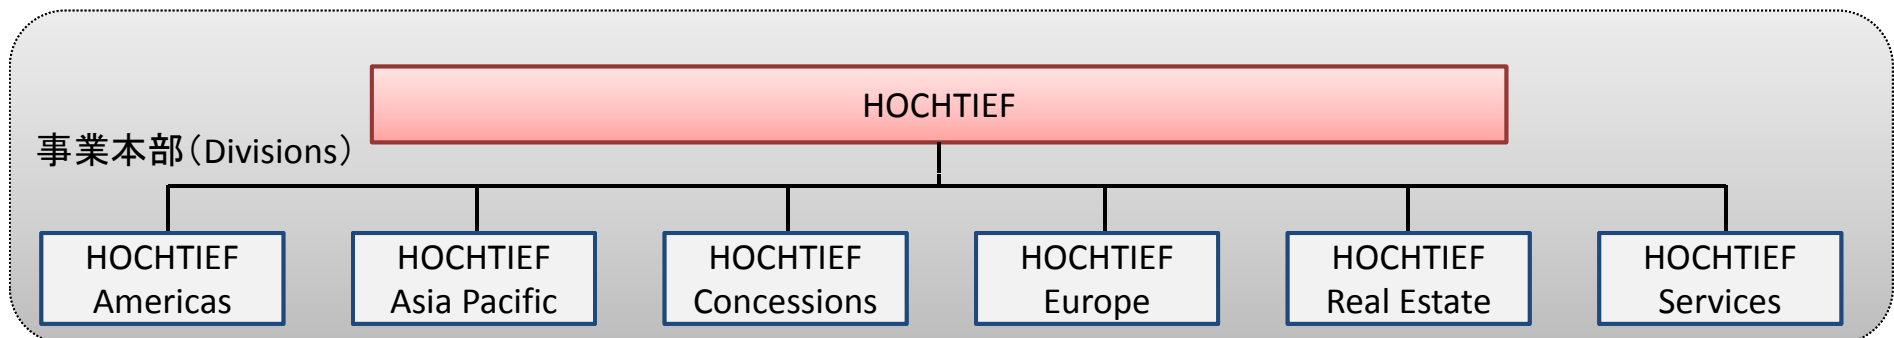 HOCHTIEF
事業本部（Divisions）
HOCHTIEF
Americas
HOCHTIEF
Asia Pacific
HOCHTIEF
Concessions
HOCHTIEF
Europe
HOCHTIEF
Real Estate
HOCHTIEF
Services